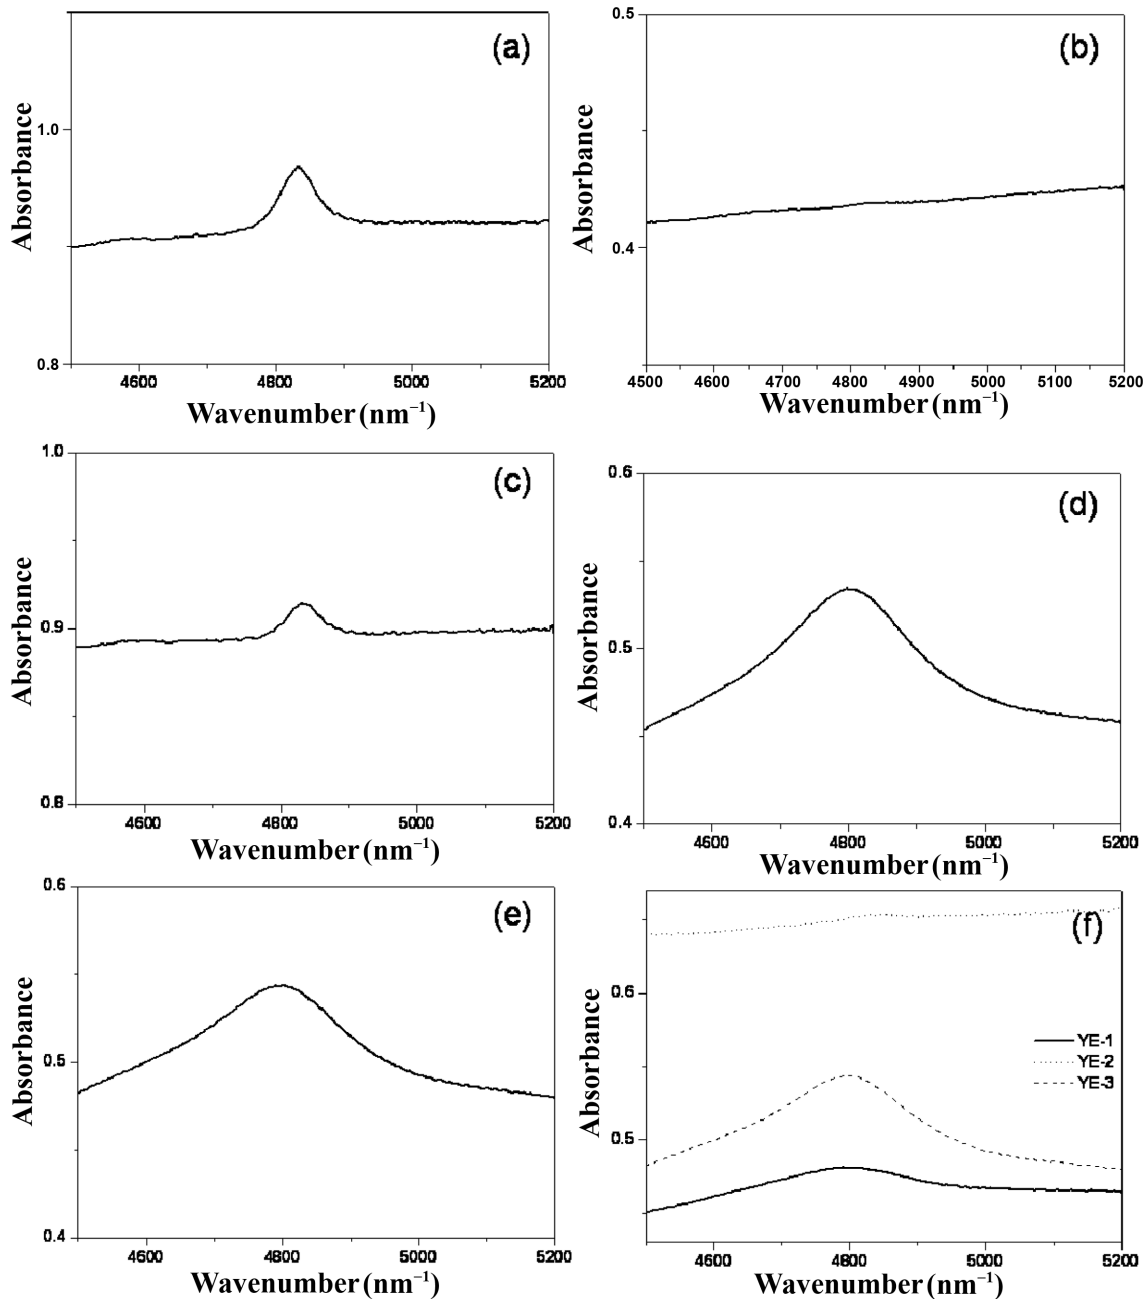 (a)
Absorbance
1.0
0.8
4600 4800 5000 5200
Wavenumber (nm⁻¹)
(b)
Absorbance
0.5
0.4
4500 4600 4700 4800 4900 5000 5100 5200
Wavenumber (nm⁻¹)
(c)
Absorbance
1.0
0.9
0.8
4600 4800 5000 5200
Wavenumber (nm⁻¹)
(d)
Absorbance
0.6
0.5
0.4
4600 4800 5000 5200
Wavenumber (nm⁻¹)
(e)
Absorbance
0.6
0.5
0.4
4600 4800 5000 5200
Wavenumber (nm⁻¹)
(f)
Absorbance
0.6
0.5
YE-1
YE-2
YE-3
4600 4800 5000 5200
Wavenumber (nm⁻¹)